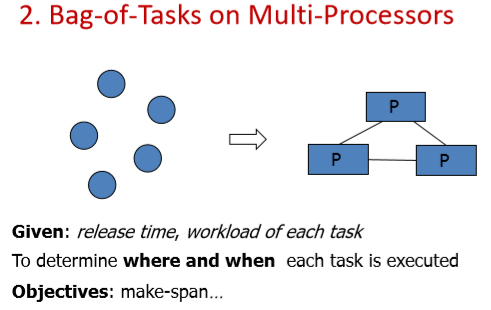 2. Bag-of-Tasks on Multi-Processors
P
P
P
Given: release time, workload of each task
To determine where and when each task is executed
Objectives: make-span...